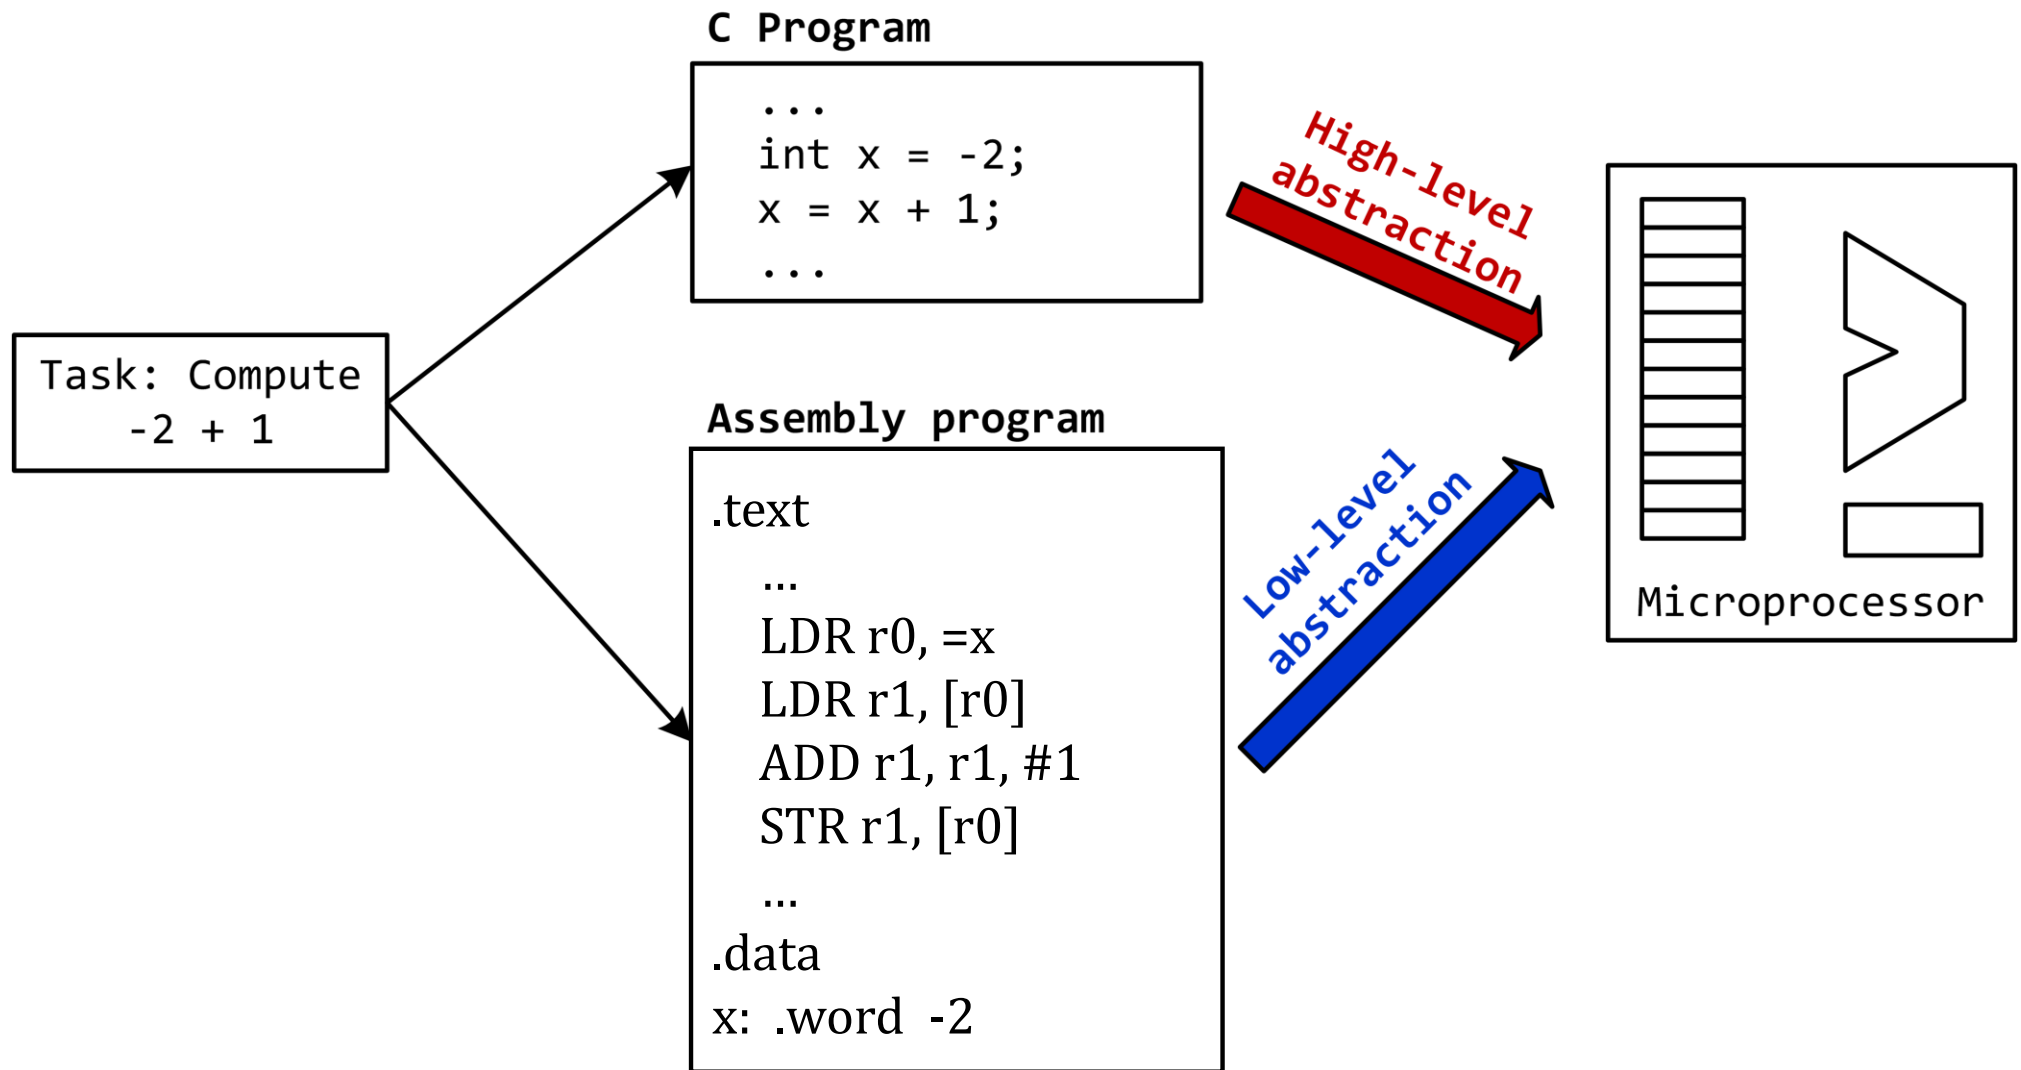 Task: Compute
-2 + 1
C Program
...
int x = -2;
x = x + 1;
...
Assembly program
.text
...
LDR r0, =x
LDR r1, [r0]
ADD r1, r1, #1
STR r1, [r0]
...
.data
x: .word -2
High-level
abstraction
Low-level
abstraction
Microprocessor